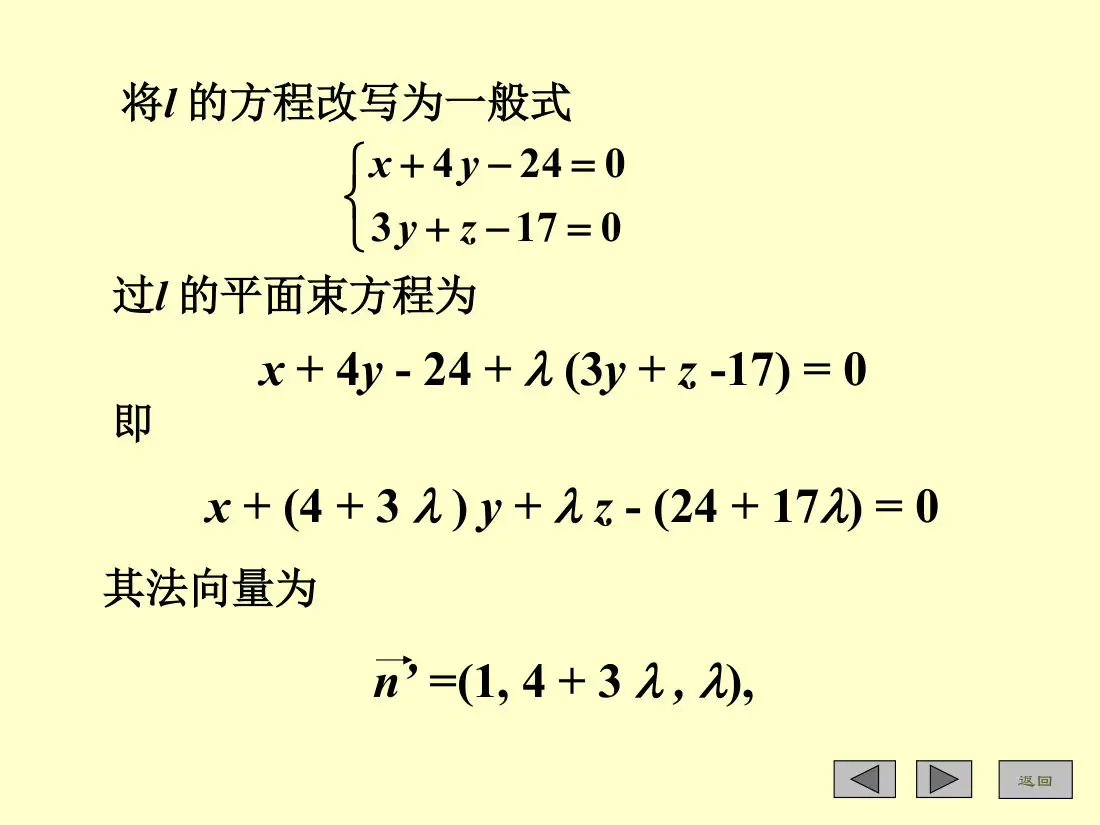 将l 的方程改写为一般式
x + 4y − 24 = 0
3y + z − 17 = 0
过l 的平面束方程为
x + 4y - 24 + λ (3y + z -17) = 0
即
x + (4 + 3 λ ) y + λ z - (24 + 17λ) = 0
其法向量为
n’ =(1, 4 + 3 λ , λ),
返回